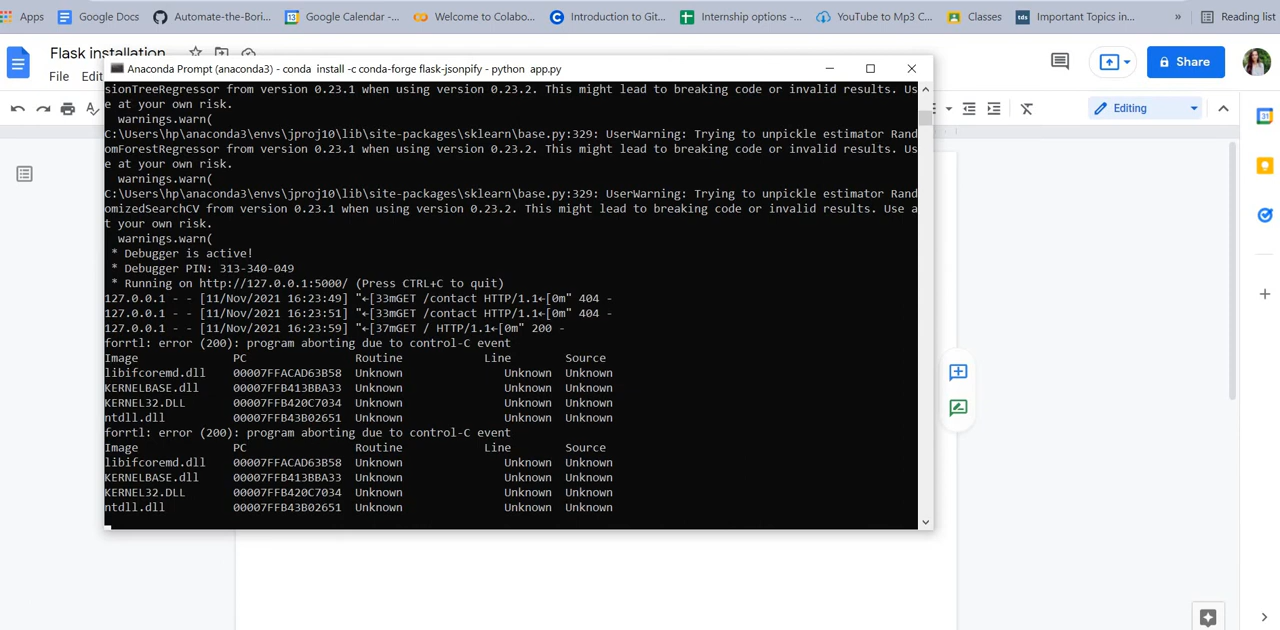 Apps Google Docs Automate-the-Bori... Google Calendar -... Welcome to Colabo... Introduction to Git... Internship options -... YouTube to Mp3 C... Classes Important Topics in... » Reading list
Flask installation
File Edit
Share
Editing
Anaconda Prompt (anaconda3) - conda install -c conda-forge flask-jsonpify - python app.py
sionTreeRegressor from version 0.23.1 when using version 0.23.2. This might lead to breaking code or invalid results. Us
e at your own risk.
warnings.warn(
C:\Users\hp\anaconda3\envs\jproj10\lib\site-packages\sklearn\base.py:329: UserWarning: Trying to unpickle estimator Rand
omForestRegressor from version 0.23.1 when using version 0.23.2. This might lead to breaking code or invalid results. Us
e at your own risk.
warnings.warn(
C:\Users\hp\anaconda3\envs\jproj10\lib\site-packages\sklearn\base.py:329: UserWarning: Trying to unpickle estimator Rand
omizedSearchCV from version 0.23.1 when using version 0.23.2. This might lead to breaking code or invalid results. Use a
t your own risk.
warnings.warn(
* Debugger is active!
* Debugger PIN: 313-340-049
* Running on http://127.0.0.1:5000/ (Press CTRL+C to quit)
127.0.0.1 - - [11/Nov/2021 16:23:49] "←[33mGET /contact HTTP/1.1←[0m" 404 -
127.0.0.1 - - [11/Nov/2021 16:23:51] "←[33mGET /contact HTTP/1.1←[0m" 404 -
127.0.0.1 - - [11/Nov/2021 16:23:59] "←[37mGET / HTTP/1.1←[0m" 200 -
forrtl: error (200): program aborting due to control-C event
Image PC Routine Line Source
libifcoremd.dll 00007FFACAD63B58 Unknown Unknown Unknown
KERNELBASE.dll 00007FFB413BBA33 Unknown Unknown Unknown
KERNEL32.DLL 00007FFB420C7034 Unknown Unknown Unknown
ntdll.dll 00007FFB43B02651 Unknown Unknown Unknown
forrtl: error (200): program aborting due to control-C event
Image PC Routine Line Source
libifcoremd.dll 00007FFACAD63B58 Unknown Unknown Unknown
KERNELBASE.dll 00007FFB413BBA33 Unknown Unknown Unknown
KERNEL32.DLL 00007FFB420C7034 Unknown Unknown Unknown
ntdll.dll 00007FFB43B02651 Unknown Unknown Unknown